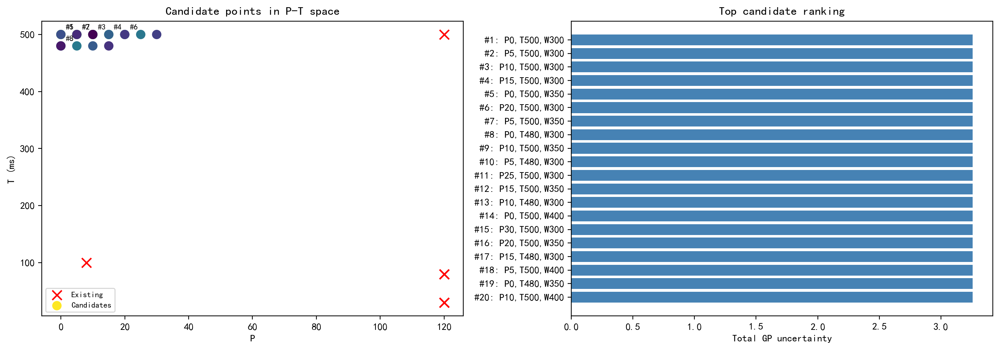 Candidate points in P-T space
500
400
300
200
100
T (ms)
#3
#4
#6
#8
Existing
Candidates
0
20
40
60
80
100
120
P
Top candidate ranking
#1: P0,T500,W300
#2: P5,T500,W300
#3: P10,T500,W300
#4: P15,T500,W300
#5: P0,T500,W350
#6: P20,T500,W300
#7: P5,T500,W350
#8: P0,T480,W300
#9: P10,T500,W350
#10: P5,T480,W300
#11: P25,T500,W300
#12: P15,T500,W350
#13: P10,T480,W300
#14: P0,T500,W400
#15: P30,T500,W300
#16: P20,T500,W350
#17: P15,T480,W300
#18: P5,T500,W400
#19: P0,T480,W350
#20: P10,T500,W400
0.0
0.5
1.0
1.5
2.0
2.5
3.0
Total GP uncertainty